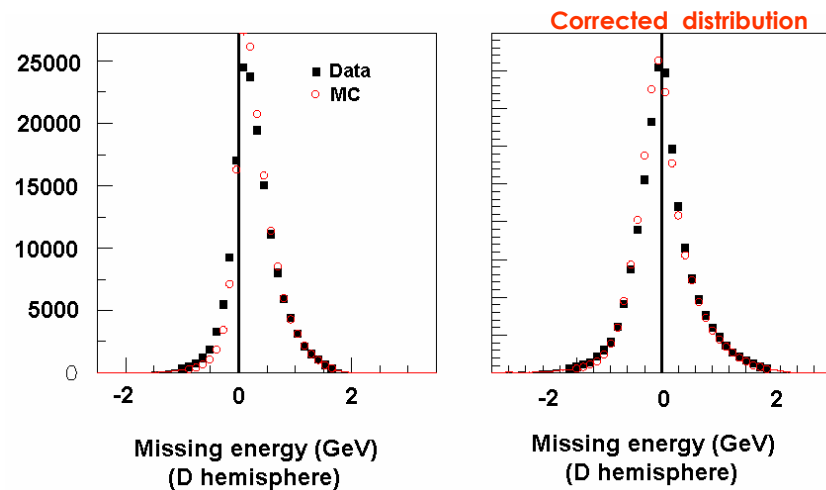 Corrected distribution
25000
20000
15000
10000
5000
0
Data
MC
-2
0
2
Missing energy (GeV)
(D hemisphere)
-2
0
2
Missing energy (GeV)
(D hemisphere)